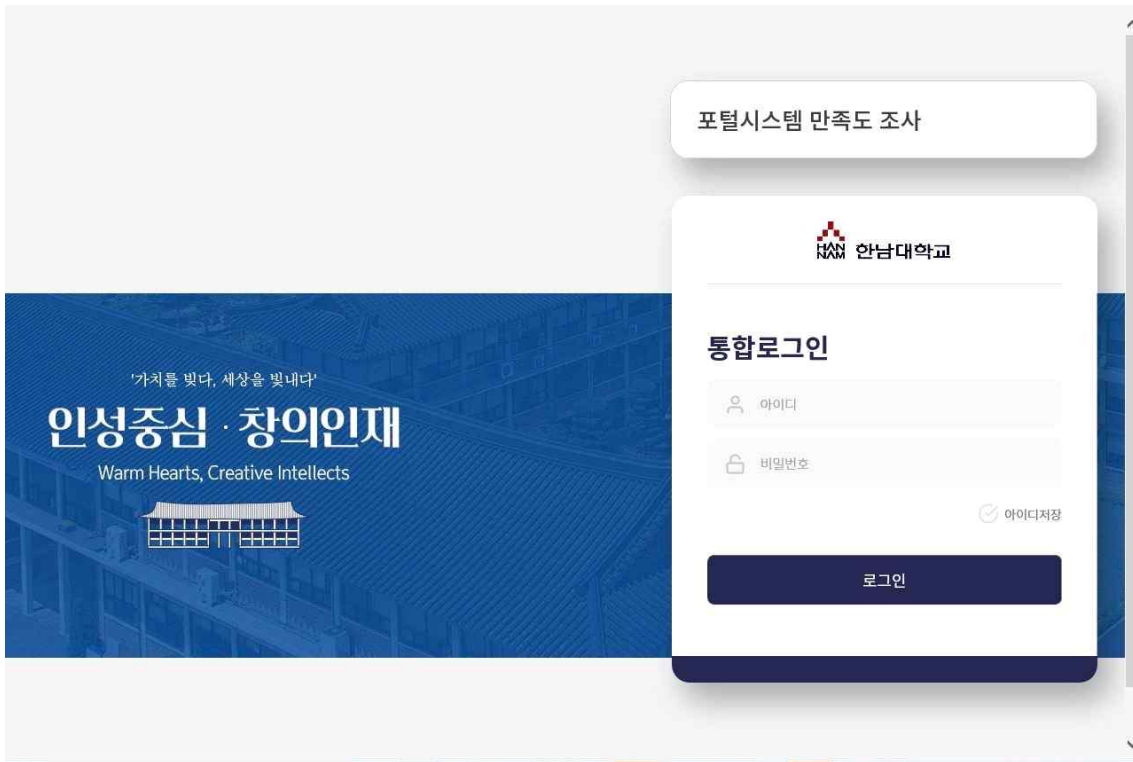 포털시스템 만족도 조사
HAN
NAM 한남대학교
통합로그인
아이디
비밀번호
아이디저장
로그인
'가치를 빚다, 세상을 빛내다'
인성중심 · 창의인재
Warm Hearts, Creative Intellects